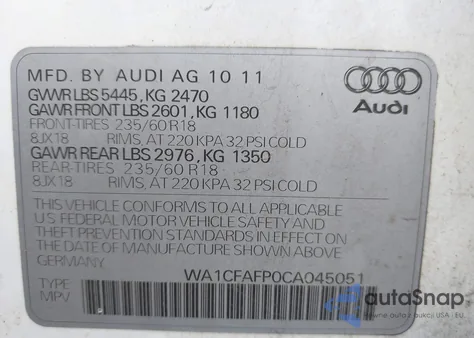 MFD. BY AUDI AG 10 11
GVWR LBS 5445, KG 2470
GAWR FRONT LBS 2601, KG 1180
FRONT-TIRES 235/60 R18
8JX18 RIMS, AT 220 KPA 32 PSI COLD
GAWR REAR LBS 2976, KG 1350
REAR-TIRES 235/60 R18
8JX18 RIMS, AT 220 KPA 32 PSI COLD
Audi
THIS VEHICLE CONFORMS TO ALL APPLICABLE
U.S. FEDERAL MOTOR VEHICLE SAFETY AND
THEFT PREVENTION STANDARDS IN EFFECT ON THE
DATE OF MANUFACTURE SHOWN ABOVE.
GERMANY
WA1CFAFP0CA045051
TYPE
MPV
autoSnap
Pewne auto z USA | EU